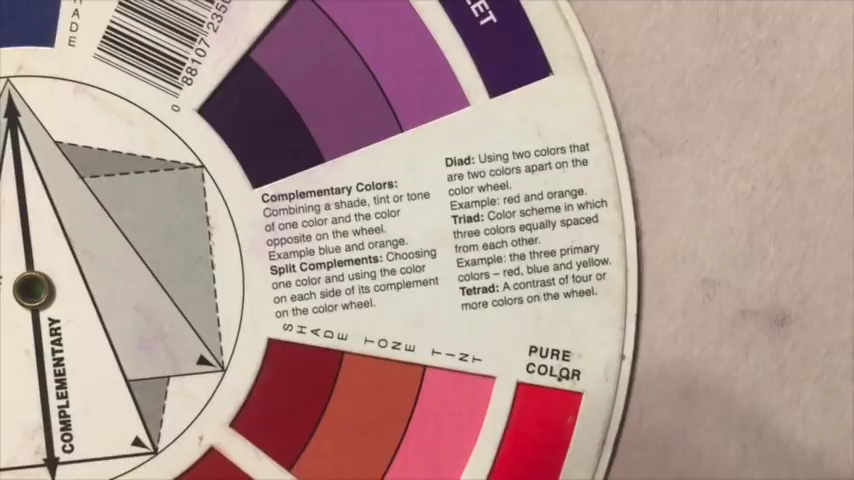 HADE
0 88107 2350
LET
Complementary Colors:
Combining a shade, tint or tone
of one color and the color
opposite on the wheel.
Example blue and orange.
Split Complements: Choosing
one color and using the color
on each side of its complement
on the color wheel.
Diad: Using two colors that
are two colors apart on the
color wheel.
Example: red and orange.
Triad: Color scheme in which
three colors equally spaced
from each other.
Example: the three primary
colors – red, blue and yellow.
Tetrad: A contrast of four or
more colors on the wheel.
SHADE TONE TINT
PURE
COLOR
COMPLEMENTARY